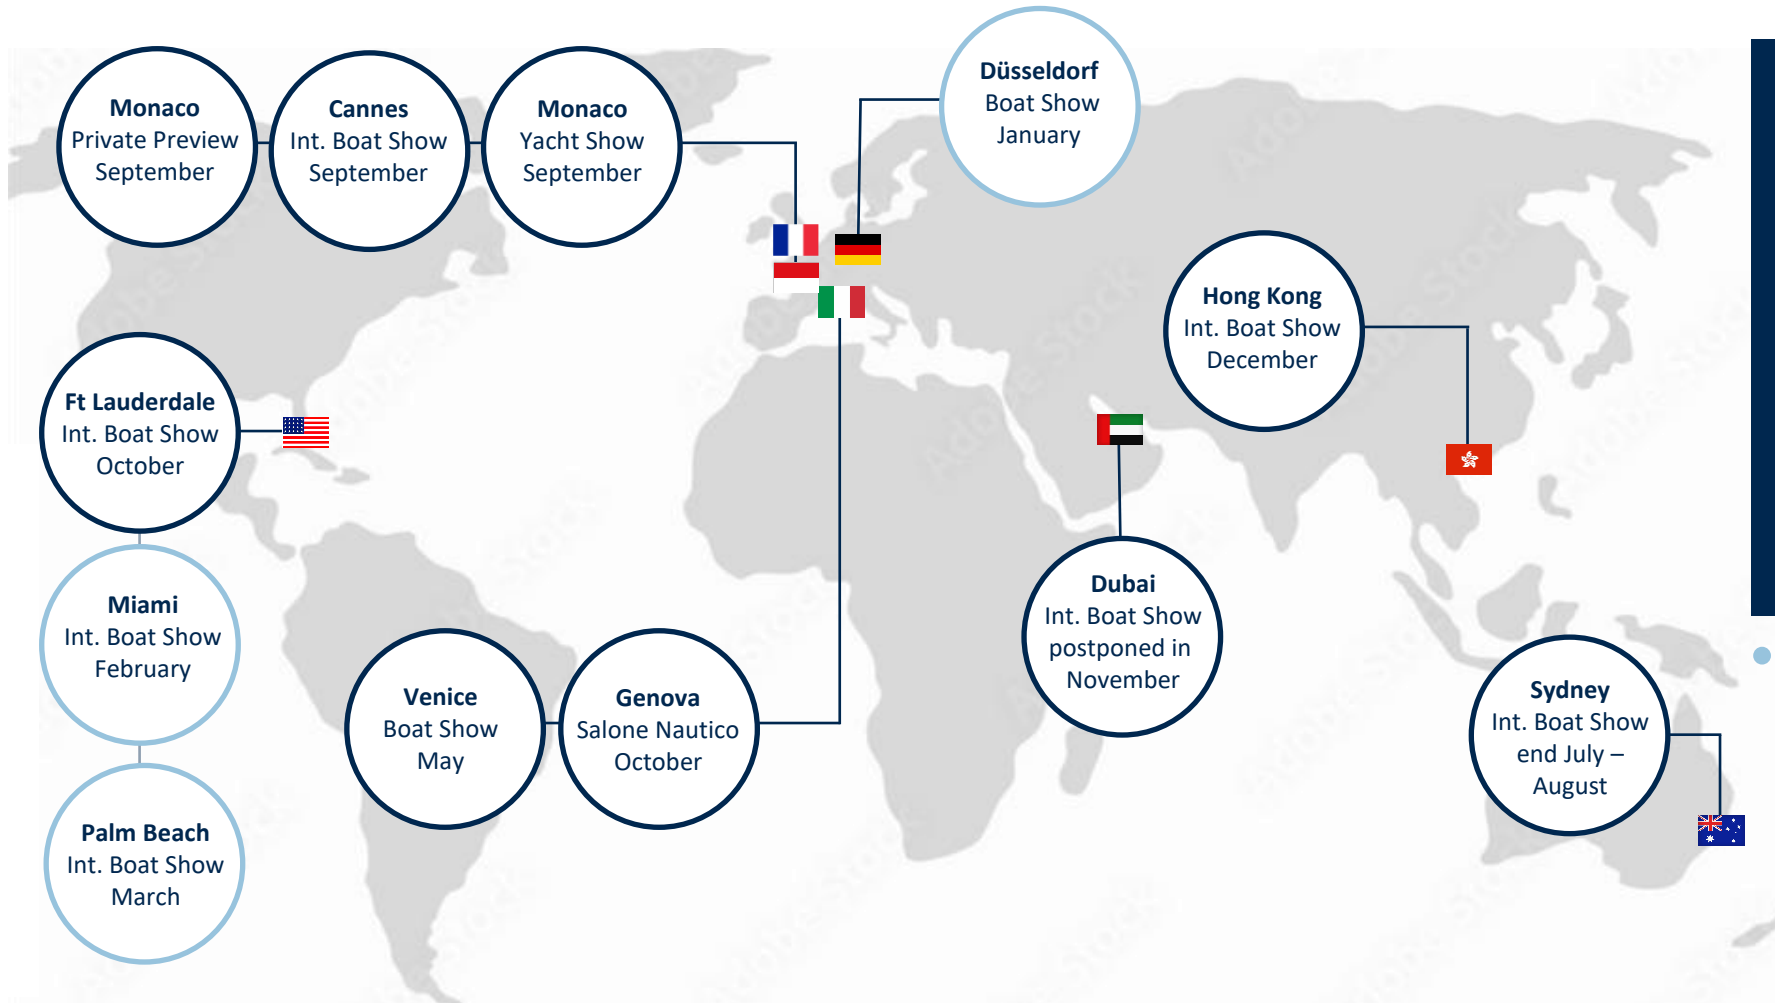 Monaco
Private Preview
September
Cannes
Int. Boat Show
September
Monaco
Yacht Show
September
Düsseldorf
Boat Show
January
Hong Kong
Int. Boat Show
December
Ft Lauderdale
Int. Boat Show
October
Miami
Int. Boat Show
February
Palm Beach
Int. Boat Show
March
Venice
Boat Show
May
Genova
Salone Nautico
October
Dubai
Int. Boat Show
postponed in
November
Sydney
Int. Boat Show
end July –
August
Adobe Stock